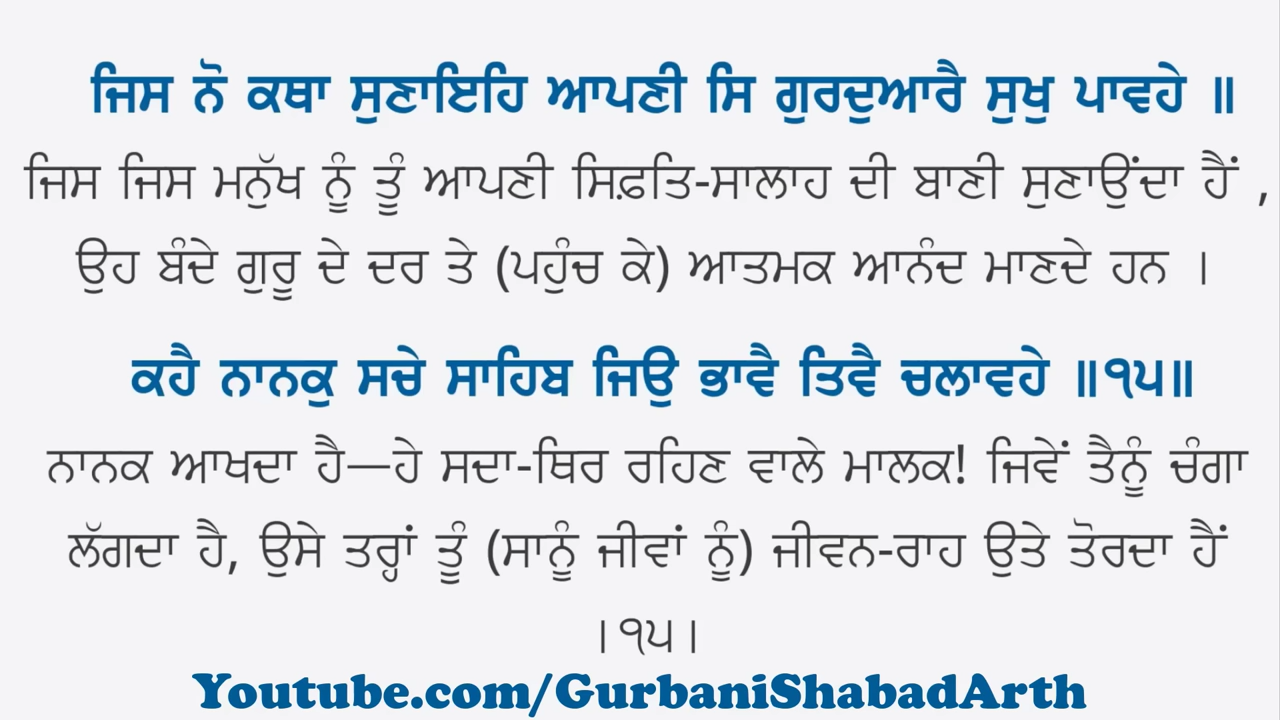 ਜਿਸ ਨੋ ਕਥਾ ਸੁਣਾਇਹਿ ਆਪਣੀ ਸਿ ਗੁਰਦੁਆਰੈ ਸੁਖੁ ਪਾਵਹੇ ॥
ਜਿਸ ਜਿਸ ਮਨੁੱਖ ਨੂੰ ਤੂੰ ਆਪਣੀ ਸਿਫ਼ਤਿ-ਸਾਲਾਹ ਦੀ ਬਾਣੀ ਸੁਣਾਉਂਦਾ ਹੈਂ ,
ਉਹ ਬੰਦੇ ਗੁਰੂ ਦੇ ਦਰ ਤੇ (ਪਹੁੰਚ ਕੇ) ਆਤਮਕ ਆਨੰਦ ਮਾਣਦੇ ਹਨ ।
ਕਹੈ ਨਾਨਕੁ ਸਚੇ ਸਾਹਿਬ ਜਿਉ ਭਾਵੈ ਤਿਵੈ ਚਲਾਵਹੇ ॥੧੫॥
ਨਾਨਕ ਆਖਦਾ ਹੈ—ਹੇ ਸਦਾ-ਥਿਰ ਰਹਿਣ ਵਾਲੇ ਮਾਲਕ! ਜਿਵੇਂ ਤੈਨੂੰ ਚੰਗਾ
ਲੱਗਦਾ ਹੈ, ਉਸੇ ਤਰ੍ਹਾਂ ਤੂੰ (ਸਾਨੂੰ ਜੀਵਾਂ ਨੂੰ) ਜੀਵਨ-ਰਾਹ ਉਤੇ ਤੋਰਦਾ ਹੈਂ
।੧੫।
Youtube.com/GurbaniShabadArth